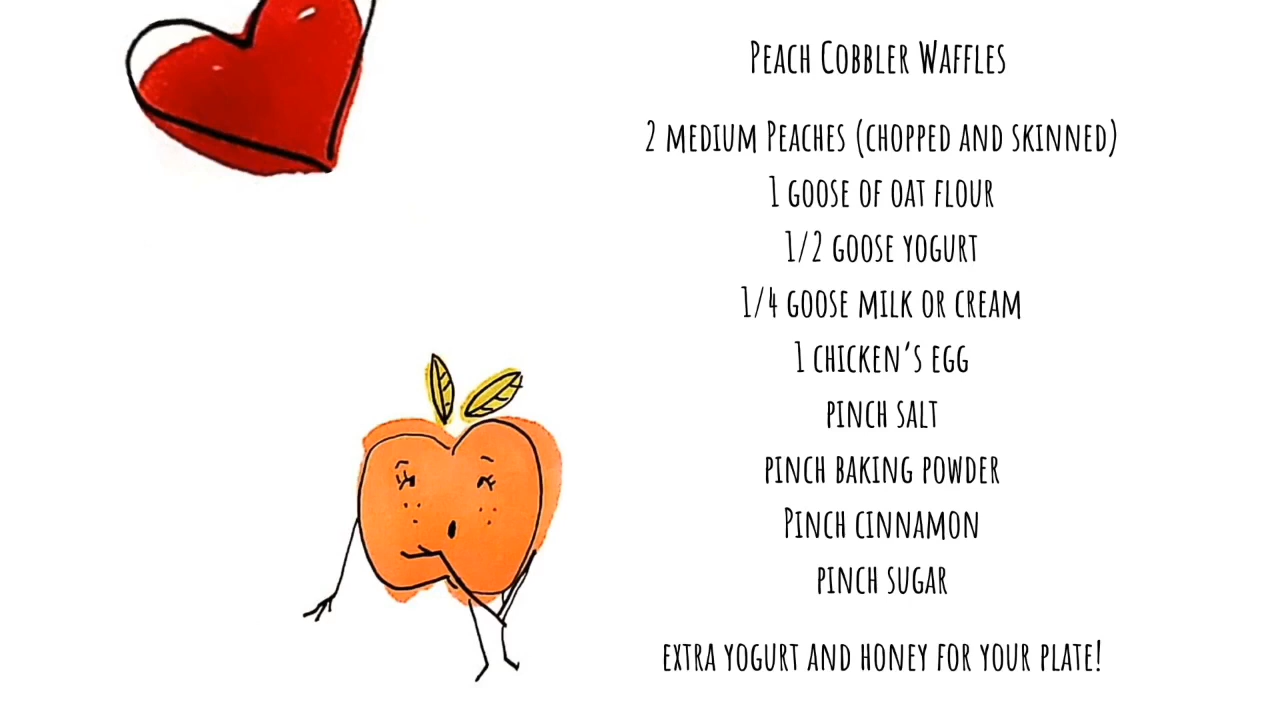 Peach Cobbler Waffles
2 medium Peaches (chopped and skinned)
1 goose of oat flour
1/2 goose yogurt
1/4 goose milk or cream
1 chicken's egg
pinch salt
pinch baking powder
Pinch cinnamon
pinch sugar
extra yogurt and honey for your plate!